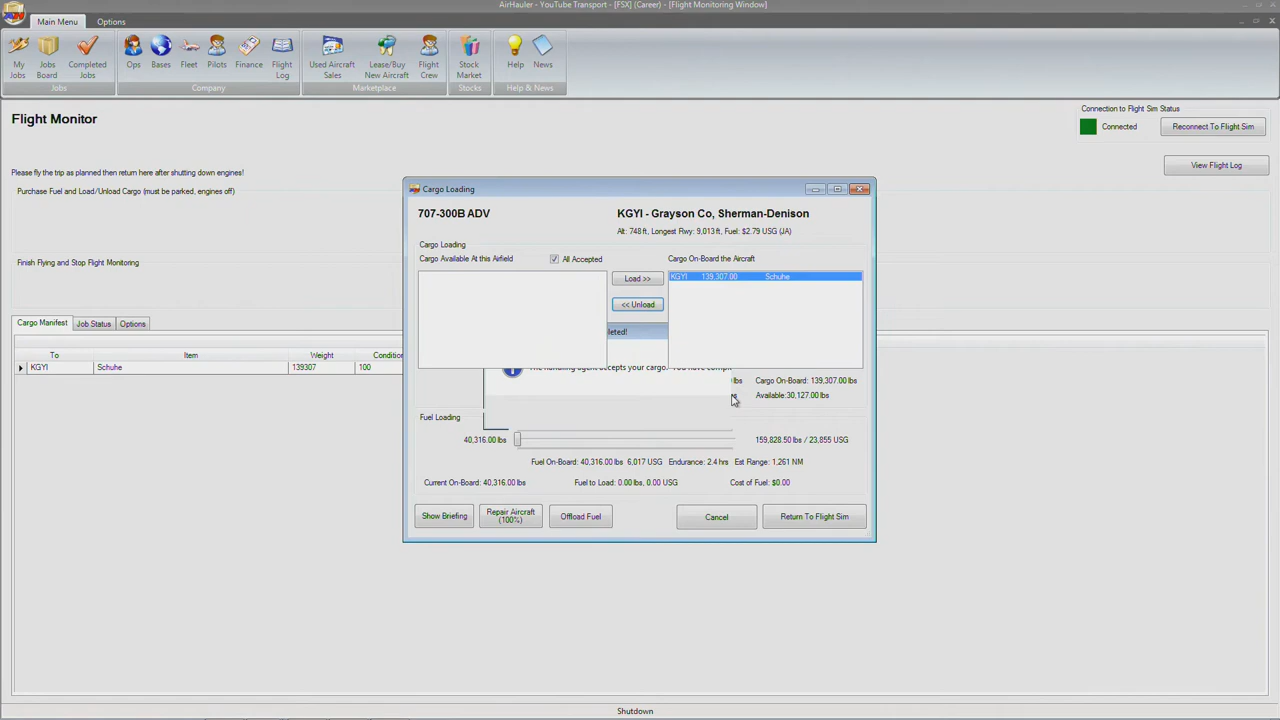 AirHauler - YouTube Transport - [FSX] (Career) - [Flight Monitoring Window]
Main Menu
Options
My Jobs
Jobs Board
Completed Jobs
Ops
Bases
Fleet
Pilots
Finance
Flight Log
Used Aircraft Sales
Lease/Buy New Aircraft
Flight Crew
Stock Market
Help
News
Jobs
Company
Marketplace
Stocks
Help & News
Flight Monitor
Connection to Flight Sim Status
Connected
Reconnect To Flight Sim
View Flight Log
Please fly the trip as planned then return here after shutting down engines!
Purchase Fuel and Load/Unload Cargo (must be parked, engines off)
Finish Flying and Stop Flight Monitoring
Cargo Manifest
Job Status
Options
To
Item
Weight
Conditio
KGYI
Schuhe
139307
100
Cargo Loading
707-300B ADV
KGYI - Grayson Co, Sherman-Denison
Alt: 748 ft, Longest Rwy: 9,013 ft, Fuel: $2.79 USG (JA)
Cargo Loading
Cargo Available At this Airfield
All Accepted
Cargo On-Board the Aircraft
Load >>
KGYI 139,307.00 Schuhe
<< Unload
leted!
The handling agent accepts your cargo.
lbs
Cargo On-Board: 139,307.00 lbs
Available:30,127.00 lbs
Fuel Loading
40,316.00 lbs
159,828.50 lbs / 23,855 USG
Fuel On-Board: 40,316.00 lbs 6,017 USG Endurance: 2.4 hrs Est Range: 1,261 NM
Current On-Board: 40,316.00 lbs
Fuel to Load: 0.00 lbs, 0.00 USG
Cost of Fuel: $0.00
Show Briefing
Repair Aircraft (100%)
Offload Fuel
Cancel
Return To Flight Sim
Shutdown